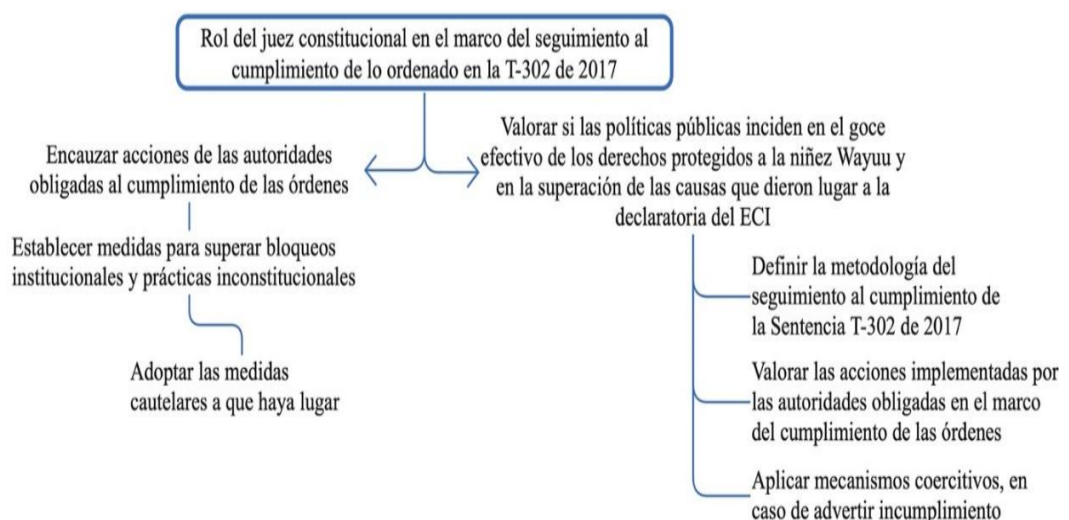 Rol del juez constitucional en el marco del seguimiento al
cumplimiento de lo ordenado en la T-302 de 2017
Encauzar acciones de las autoridades
obligadas al cumplimiento de las órdenes
Establecer medidas para superar bloqueos
institucionales y prácticas inconstitucionales
Adoptar las medidas
cautelares a que haya lugar
Valorar si las políticas públicas inciden en el goce
efectivo de los derechos protegidos a la niñez Wayuu y
en la superación de las causas que dieron lugar a la
declaratoria del ECI
Definir la metodología del
seguimiento al cumplimiento de
la Sentencia T-302 de 2017
Valorar las acciones implementadas por
las autoridades obligadas en el marco
del cumplimiento de las órdenes
Aplicar mecanismos coercitivos, en
caso de advertir incumplimiento